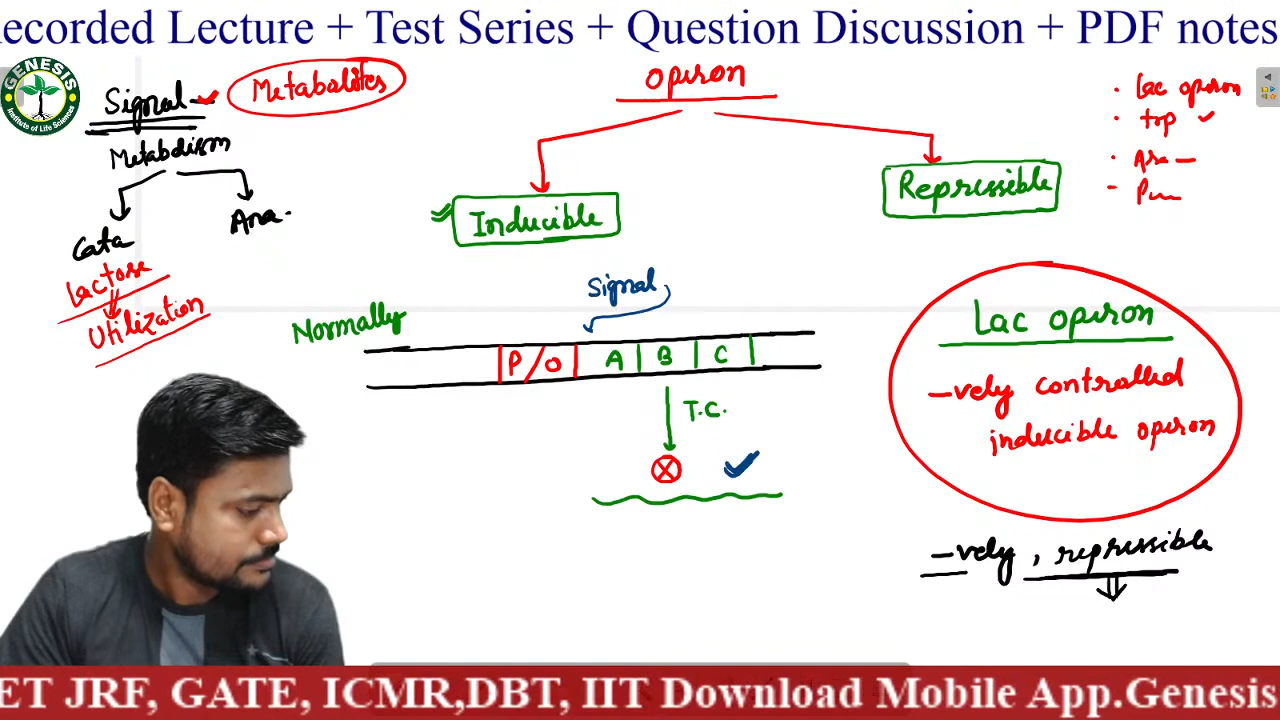 ecorded Lecture + Test Series + Question Discussion + PDF notes
GENESIS
Institute of Life Sciences
Signal
Metabolites
Metabolism
Cata
Ana.
Lactose
Utilization
operon
Inducible
Repressible
. Lac operon
. trp
. Ara
- Pur
Normally
Signal
P/O A B C
T.C.
Lac operon
-vely controlled
inducible operon
-vely, repressible
ET JRF, GATE, ICMR,DBT, IIT Download Mobile App.Genesis